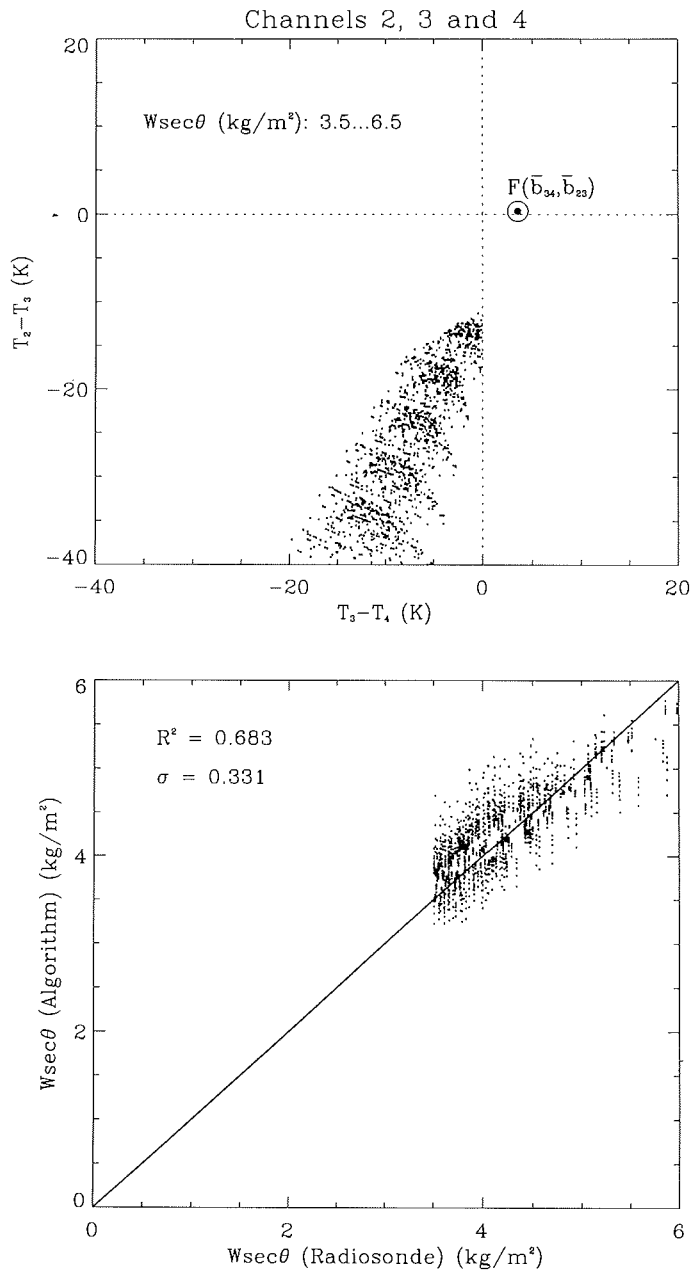 Channels 2, 3 and 4
20
Wsecθ (kg/m²): 3.5...6.5
10
F(b̅₃₄,b̅₂₃)
0
T₂−T₃ (K)
−20
−40
−40 −20 0 20
T₃−T₄ (K)
6
R² = 0.683
σ = 0.331
4
Wsecθ (Algorithm) (kg/m²)
2
0
0 2 4 6
Wsecθ (Radiosonde) (kg/m²)